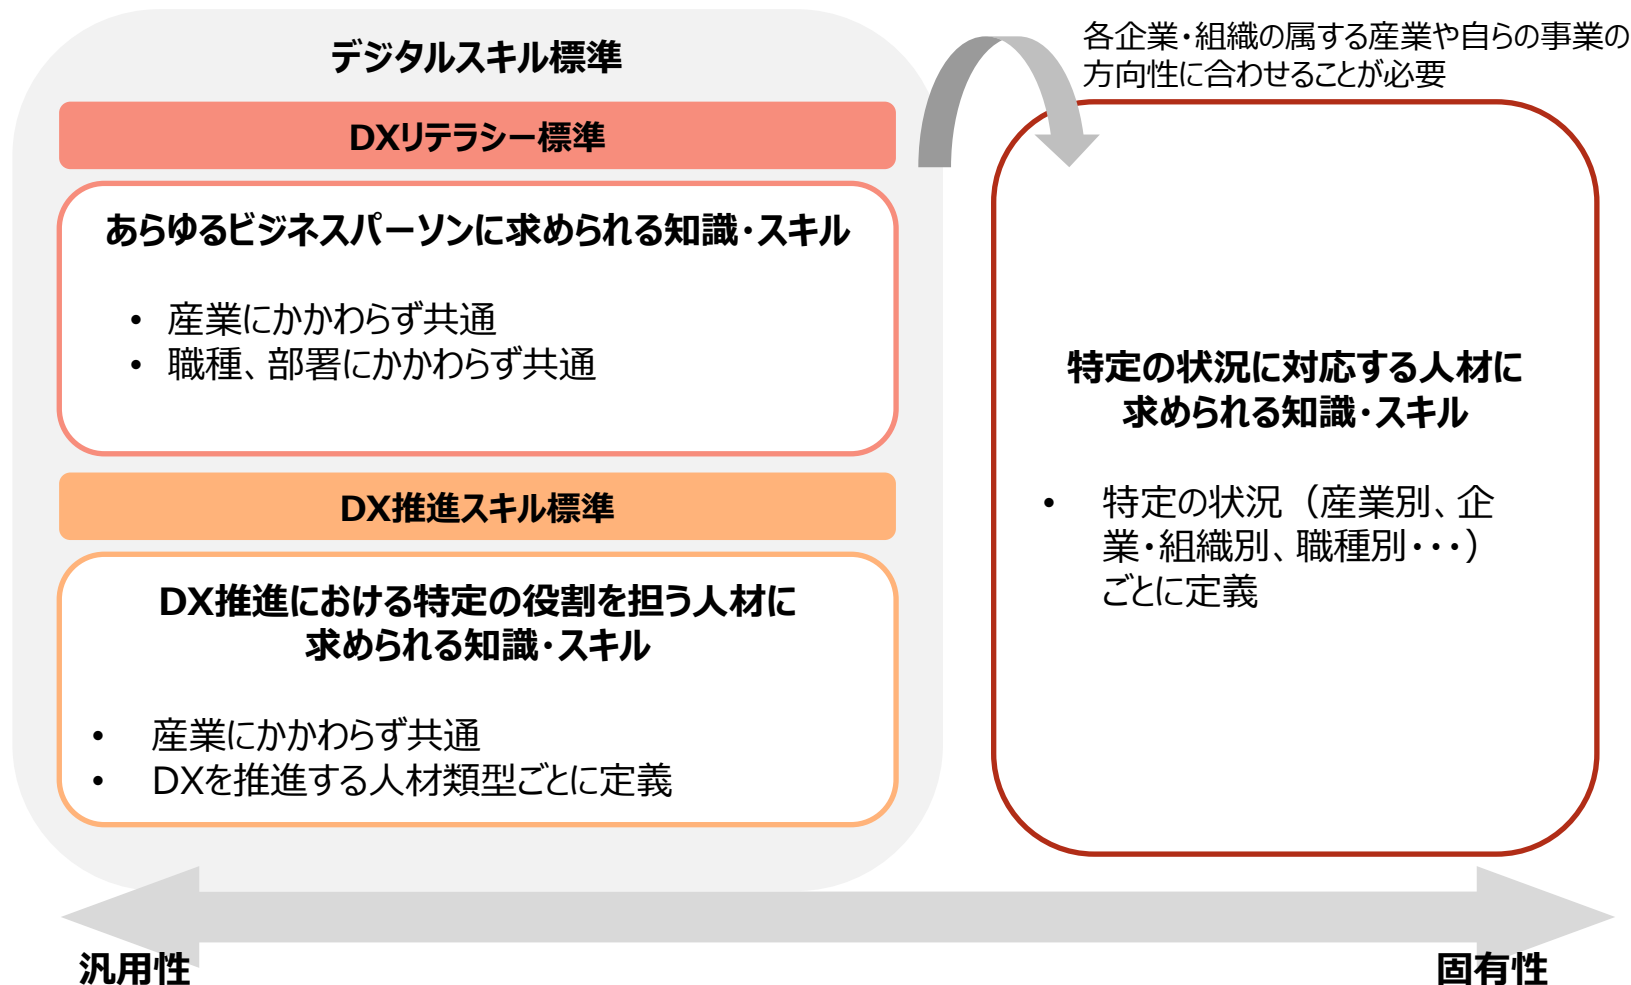 デジタルスキル標準
DXリテラシー標準
あらゆるビジネスパーソンに求められる知識・スキル
• 産業にかかわらず共通
• 職種、部署にかかわらず共通
DX推進スキル標準
DX推進における特定の役割を担う人材に
求められる知識・スキル
• 産業にかかわらず共通
• DXを推進する人材類型ごとに定義
各企業・組織の属する産業や自らの事業の
方向性に合わせることが必要
特定の状況に対応する人材に
求められる知識・スキル
• 特定の状況（産業別、企
業・組織別、職種別・・・）
ごとに定義
汎用性
固有性